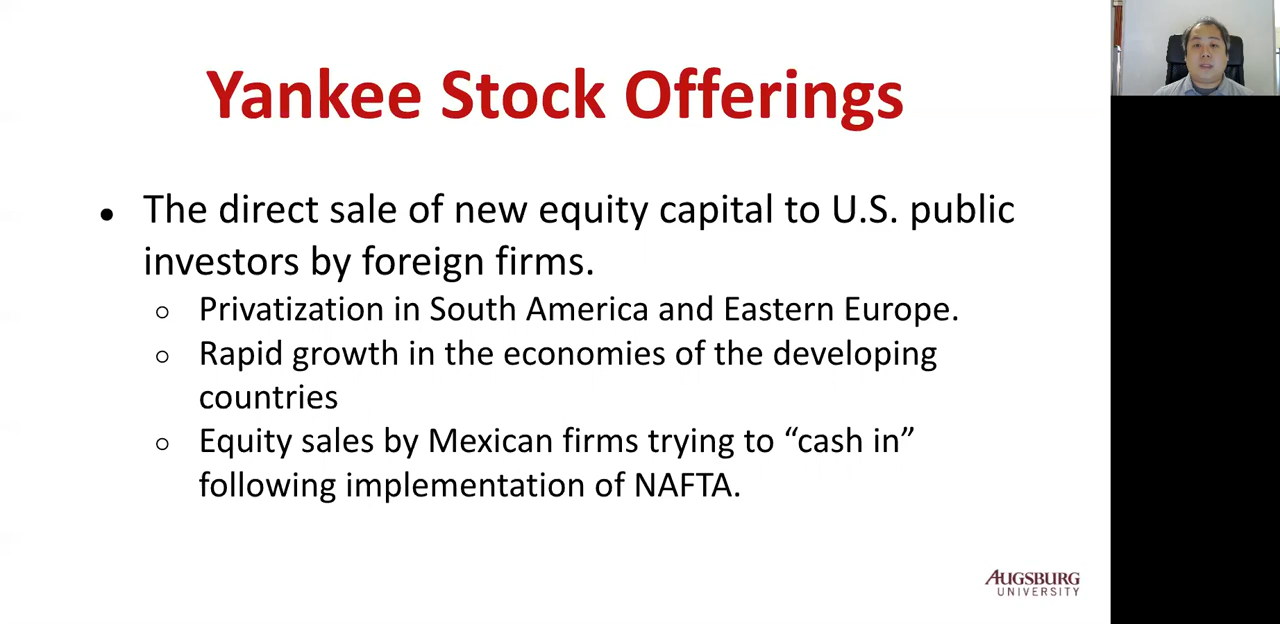 Yankee Stock Offerings
● The direct sale of new equity capital to U.S. public
investors by foreign firms.
○ Privatization in South America and Eastern Europe.
○ Rapid growth in the economies of the developing
countries
○ Equity sales by Mexican firms trying to “cash in”
following implementation of NAFTA.
AUGSBURG
UNIVERSITY